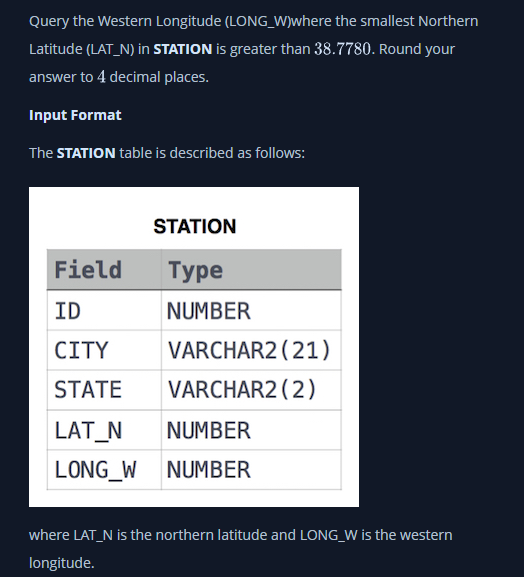 Query the Western Longitude (LONG_W)where the smallest Northern
Latitude (LAT_N) in STATION is greater than 38.7780. Round your
answer to 4 decimal places.
Input Format
The STATION table is described as follows:
STATION
Field Type
ID NUMBER
CITY VARCHAR2(21)
STATE VARCHAR2(2)
LAT_N NUMBER
LONG_W NUMBER
where LAT_N is the northern latitude and LONG_W is the western
longitude.